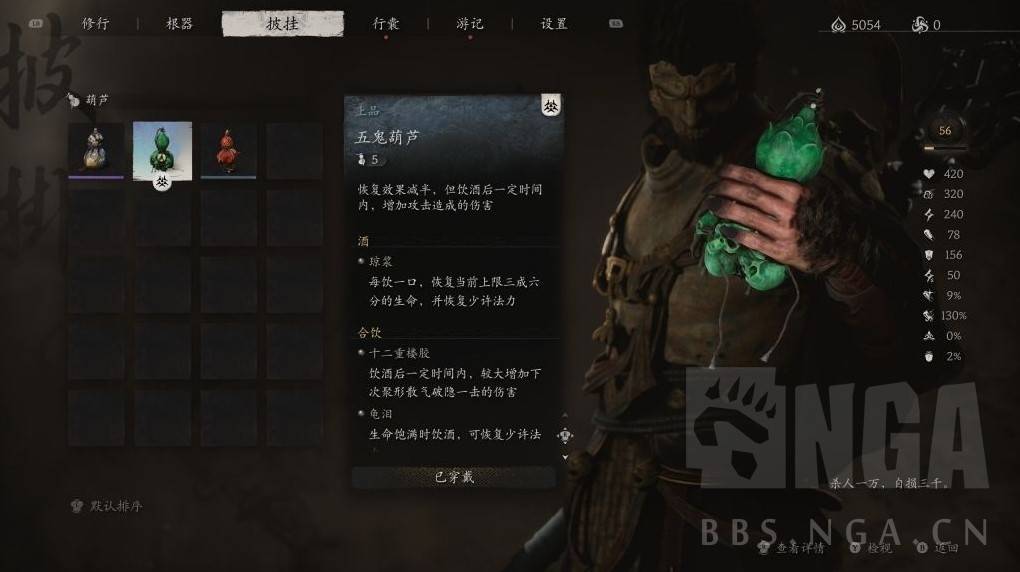 LB
修行
根器
披挂
行囊
游记
设置
5054
0
披挂
葫芦
上品
五鬼葫芦
5
恢复效果减半，但饮酒后一定时间
内，增加攻击造成的伤害
酒
琼浆
每饮一口，恢复当前上限三成六
分的生命，并恢复少许法力
合饮
十二重楼胶
饮酒后一定时间内，较大增加下
次聚形散气破隐一击的伤害
龟泪
生命饱满时饮酒，可恢复少许法
已穿戴
默认排序
56
420
320
240
78
156
50
9%
130%
0%
2%
NGA
杀人一万，自损三千。
BBS.NGA.CN
查看详情
Y 检视
B 返回